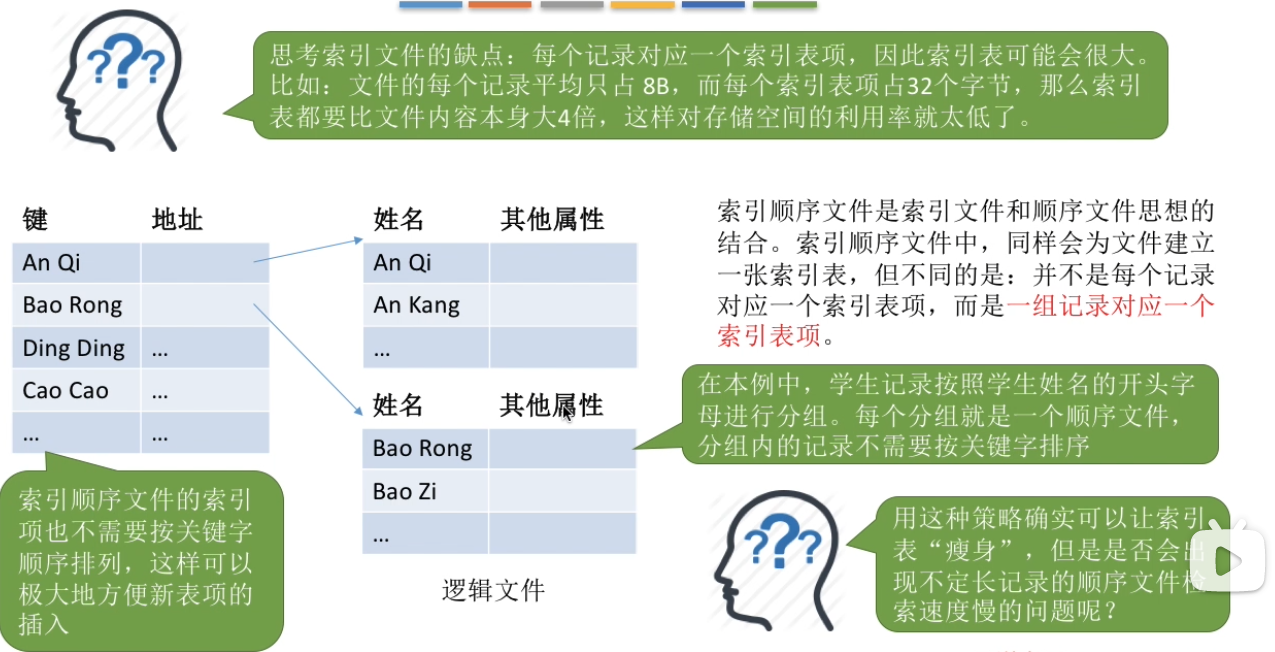 思考索引文件的缺点：每个记录对应一个索引表项，因此索引表可能会很大。
比如：文件的每个记录平均只占 8B，而每个索引表项占32个字节，那么索引
表都要比文件内容本身大4倍，这样对存储空间的利用率就太低了。
键 地址
An Qi
Bao Rong
Ding Ding ...
Cao Cao ...
... ...
索引顺序文件的索引
项也不需要按关键字
顺序排列，这样可以
极大地方便新表项的
插入
姓名 其他属性
An Qi
An Kang
...
姓名 其他属性
Bao Rong
Bao Zi
...
逻辑文件
索引顺序文件是索引文件和顺序文件思想的
结合。索引顺序文件中，同样会为文件建立
一张索引表，但不同的是：并不是每个记录
对应一个索引表项，而是一组记录对应一个
索引表项。
在本例中，学生记录按照学生姓名的开头字
母进行分组。每个分组就是一个顺序文件，
分组内的记录不需要按关键字排序
???
???
用这种策略确实可以让索引
表“瘦身”，但是是否会出
现不定长记录的顺序文件检
索速度慢的问题呢？